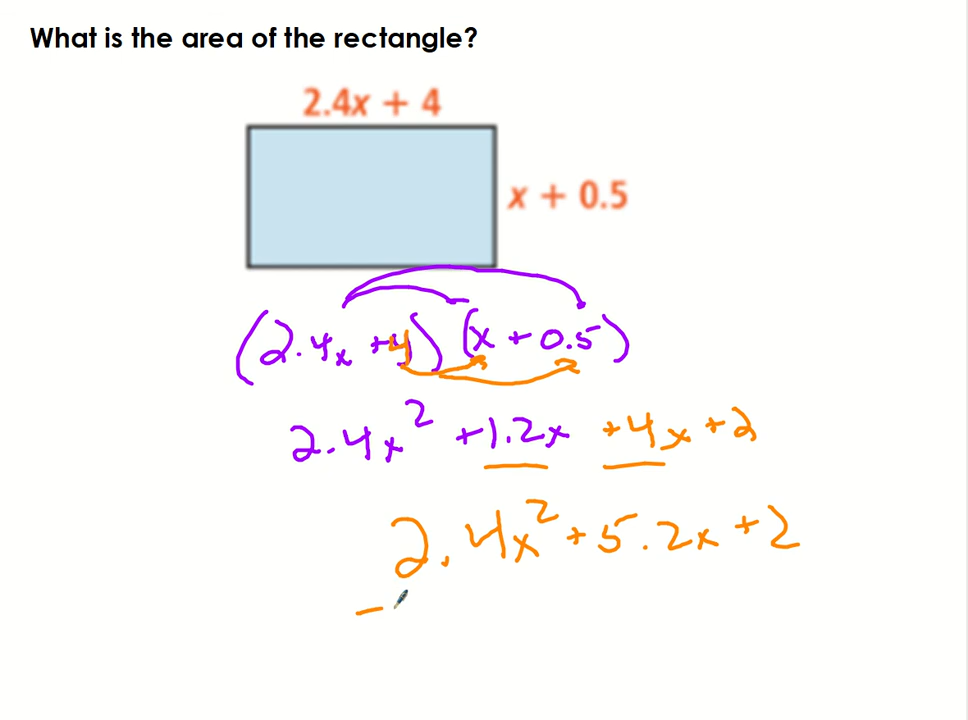 What is the area of the rectangle?
2.4x + 4
x + 0.5
(2.4x +4) (x + 0.5)
2.4x² +1.2x +4x +2
2.4x² +5.2x +2